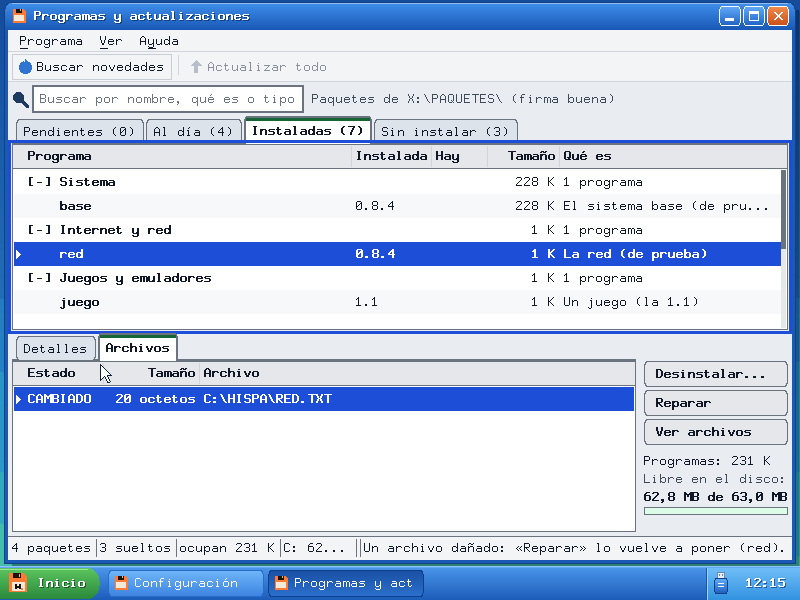 Programas y actualizaciones
Programa Ver Ayuda
Buscar novedades Actualizar todo
Buscar por nombre, qué es o tipo Paquetes de X:\PAQUETES\ (firma buena)
Pendientes (0) Al día (4) Instaladas (7) Sin instalar (3)
Programa Instalada Hay Tamaño Qué es
[-] Sistema 228 K 1 programa
base 0.8.4 228 K El sistema base (de pru...
[-] Internet y red 1 K 1 programa
red 0.8.4 1 K La red (de prueba)
[-] Juegos y emuladores 1 K 1 programa
juego 1.1 1 K Un juego (la 1.1)
Detalles Archivos
Estado Tamaño Archivo
CAMBIADO 20 octetos C:\HISPA\RED.TXT
Desinstalar...
Reparar
Ver archivos
Programas: 231 K
Libre en el disco:
62,8 MB de 63,0 MB
4 paquetes 3 sueltos ocupan 231 K C: 62... Un archivo dañado: «Reparar» lo vuelve a poner (red).
Inicio Configuración Programas y act 12:15